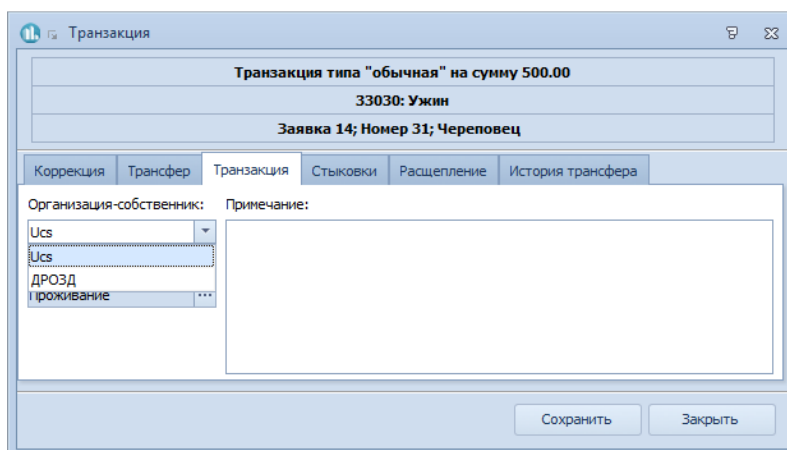 Транзакция
Транзакция типа "обычная" на сумму 500.00
33030: Ужин
Заявка 14; Номер 31; Череповец
Коррекция Трансфер Транзакция Стыковки Расщепление История трансфера
Организация-собственник: Примечание:
Ucs
Ucs
ДРОЗД
Проживание ...
Сохранить Закрыть